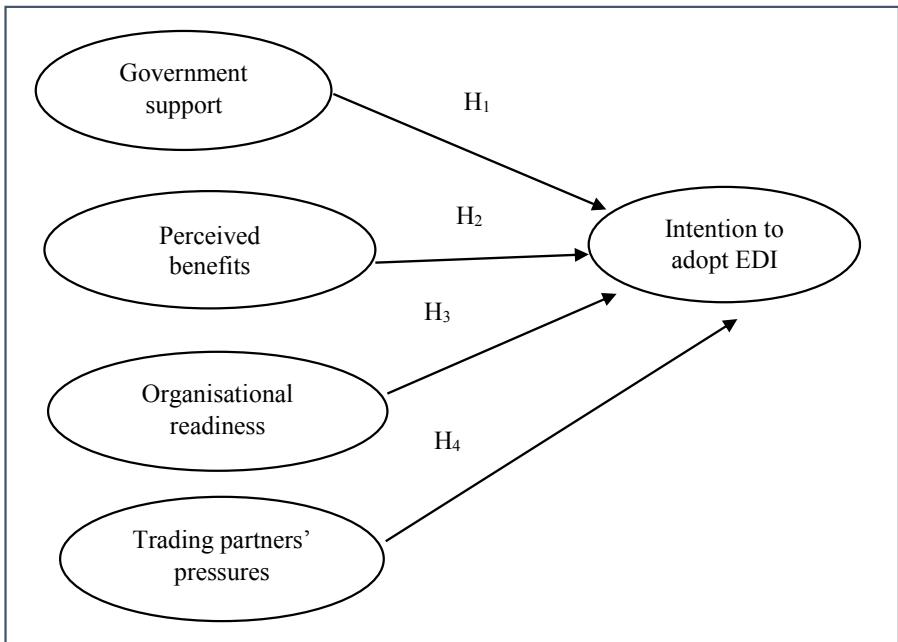 Government
support
H₁
Perceived
benefits
H₂
Intention to
adopt EDI
H₃
Organisational
readiness
H₄
Trading partners’
pressures